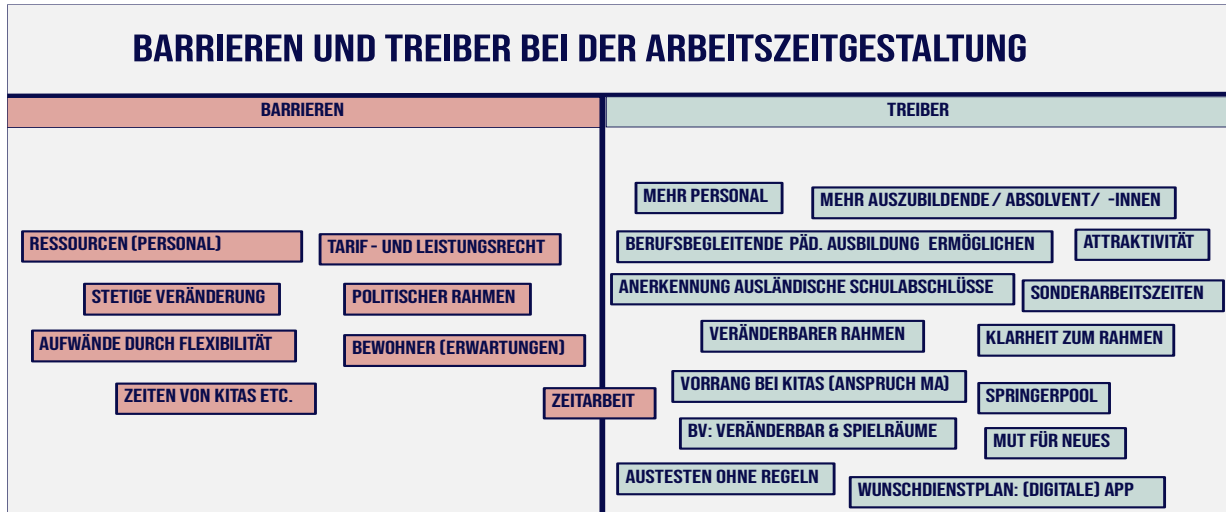 BARRIEREN UND TREIBER BEI DER ARBEITSZEITGESTALTUNG
BARRIEREN
RESSOURCEN (PERSONAL)
TARIF- UND LEISTUNGSRECHT
STETIGE VERÄNDERUNG
POLITISCHER RAHMEN
AUFWÄNDE DURCH FLEXIBILITÄT
BEWOHNER (ERWARTUNGEN)
ZEITEN VON KITAS ETC.
ZEITARBEIT
TREIBER
MEHR PERSONAL
MEHR AUSZUBILDENDE / ABSOLVENT/ -INNEN
BERUFSBEGLEITENDE PÄD. AUSBILDUNG ERMÖGLICHEN
ATTRAKTIVITÄT
ANERKENNUNG AUSLÄNDISCHE SCHULABSCHLÜSSE
SONDERARBEITSZEITEN
VERÄNDERBARER RAHMEN
KLARHEIT ZUM RAHMEN
VORRANG BEI KITAS (ANSPRUCH MA)
SPRINGERPOOL
BV: VERÄNDERBAR & SPIELRÄUME
MUT FÜR NEUES
AUSTESTEN OHNE REGELN
WUNSCHDIENSTPLAN: (DIGITALE) APP